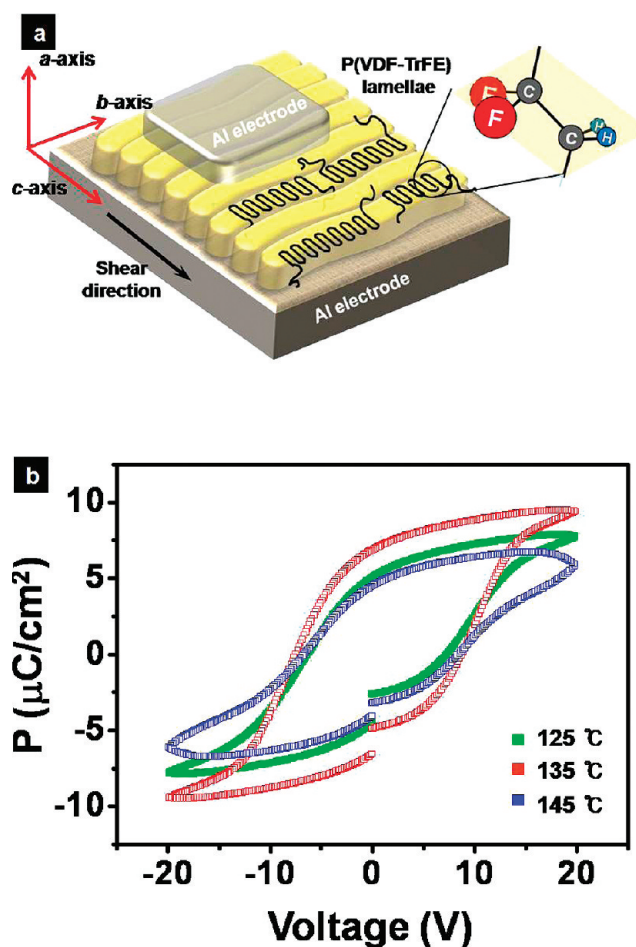 a
a-axis
b-axis
c-axis
Shear
direction
Al electrode
Al electrode
P(VDF-TrFE)
lamellae
F
F
C
C
H
H
b
P (μC/cm²)
10
5
0
-5
-10
125 ℃
135 ℃
145 ℃
-20 -10 0 10 20
Voltage (V)